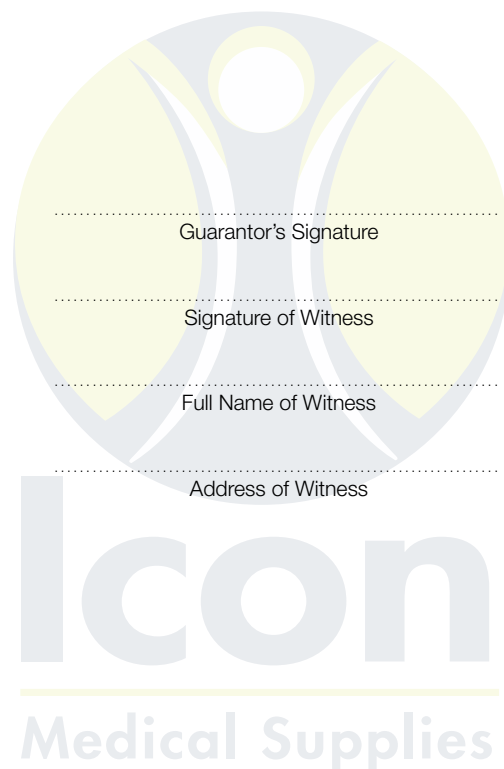 Guarantor’s Signature
Signature of Witness
Full Name of Witness
Address of Witness
Icon
Medical Supplies